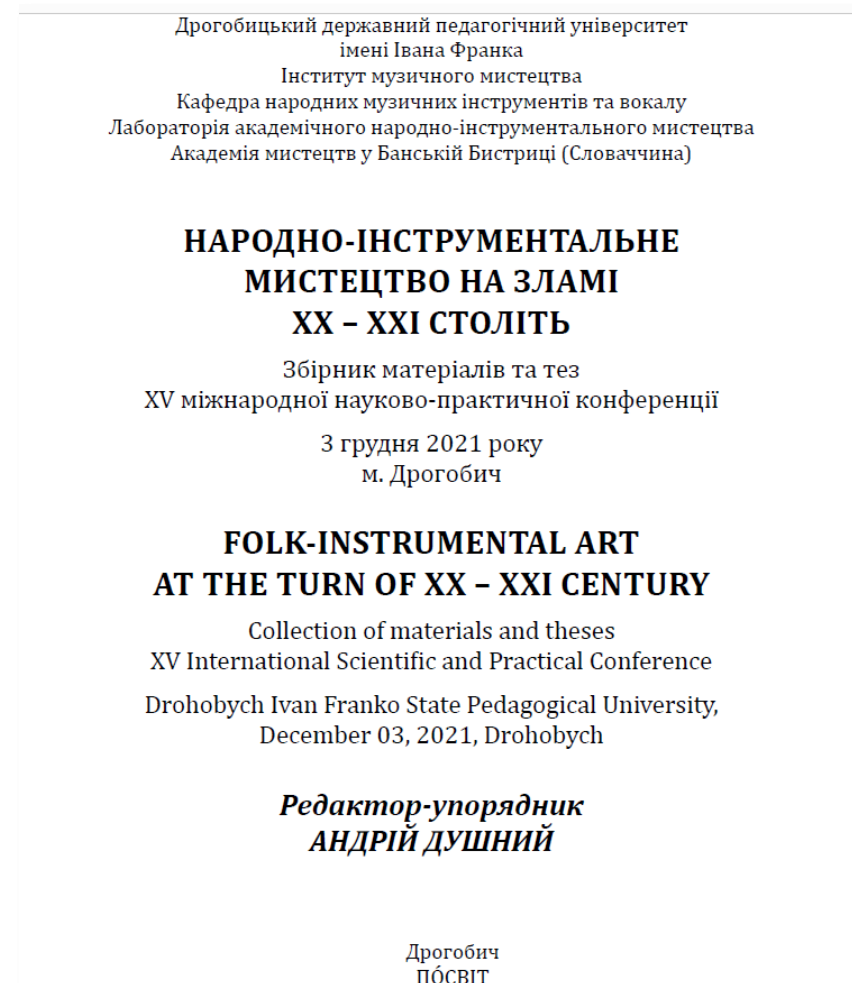 Дрогобицький державний педагогічний університет
імені Івана Франка
Інститут музичного мистецтва
Кафедра народних музичних інструментів та вокалу
Лабораторія академічного народно-інструментального мистецтва
Академія мистецтв у Банській Бистриці (Словаччина)
НАРОДНО-ІНСТРУМЕНТАЛЬНЕ
МИСТЕЦТВО НА ЗЛАМІ
ХХ – ХХІ СТОЛІТЬ
Збірник матеріалів та тез
XV міжнародної науково-практичної конференції
3 грудня 2021 року
м. Дрогобич
FOLK-INSTRUMENTAL ART
AT THE TURN OF XX – XXI CENTURY
Collection of materials and theses
XV International Scientific and Practical Conference
Drohobych Ivan Franko State Pedagogical University,
December 03, 2021, Drohobych
Редактор-упорядник
АНДРІЙ ДУШНИЙ
Дрогобич
ПО́СВІТ